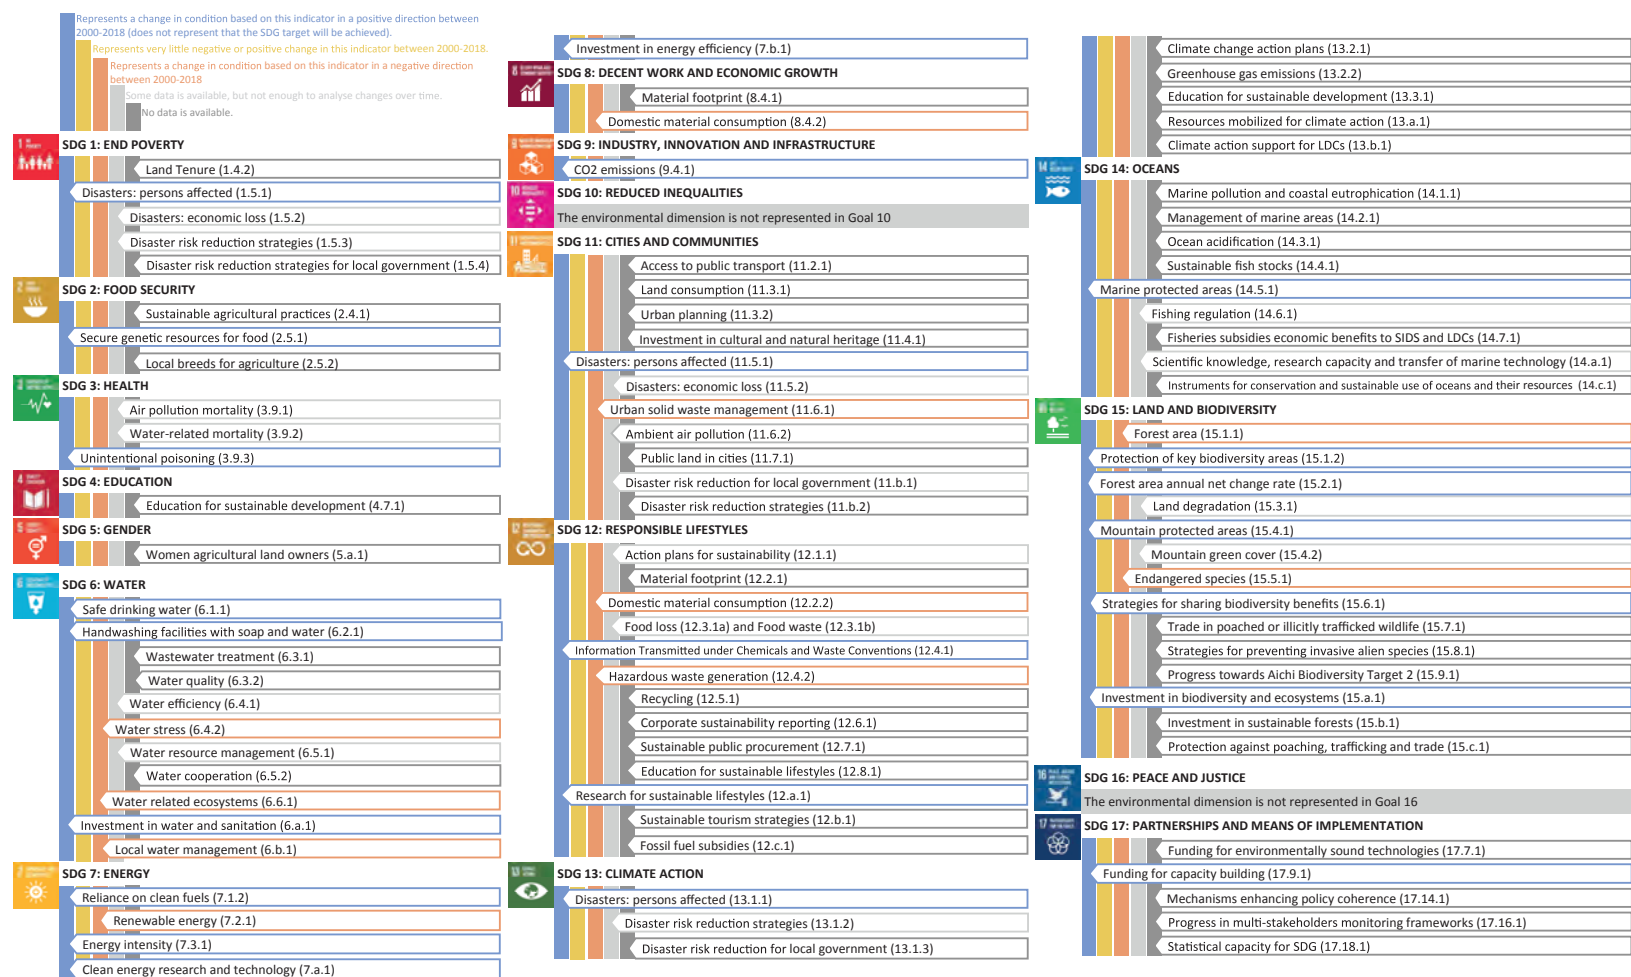 Represents a change in condition based on this indicator in a positive direction between
2000-2018 (does not represent that the SDG target will be achieved).
Represents very little negative or positive change in this indicator between 2000-2018.
Represents a change in condition based on this indicator in a negative direction
between 2000-2018
Some data is available, but not enough to analyse changes over time.
No data is available.
1
SDG 1: END POVERTY
Land Tenure (1.4.2)
Disasters: persons affected (1.5.1)
Disasters: economic loss (1.5.2)
Disaster risk reduction strategies (1.5.3)
Disaster risk reduction strategies for local government (1.5.4)
2
SDG 2: FOOD SECURITY
Sustainable agricultural practices (2.4.1)
Secure genetic resources for food (2.5.1)
Local breeds for agriculture (2.5.2)
SDG 3: HEALTH
Air pollution mortality (3.9.1)
Water-related mortality (3.9.2)
Unintentional poisoning (3.9.3)
4
SDG 4: EDUCATION
Education for sustainable development (4.7.1)
5
SDG 5: GENDER
Women agricultural land owners (5.a.1)
6
SDG 6: WATER
Safe drinking water (6.1.1)
Handwashing facilities with soap and water (6.2.1)
Wastewater treatment (6.3.1)
Water quality (6.3.2)
Water efficiency (6.4.1)
Water stress (6.4.2)
Water resource management (6.5.1)
Water cooperation (6.5.2)
Water related ecosystems (6.6.1)
Investment in water and sanitation (6.a.1)
Local water management (6.b.1)
SDG 7: ENERGY
Reliance on clean fuels (7.1.2)
Renewable energy (7.2.1)
Energy intensity (7.3.1)
Clean energy research and technology (7.a.1)
Investment in energy efficiency (7.b.1)
8
SDG 8: DECENT WORK AND ECONOMIC GROWTH
Material footprint (8.4.1)
Domestic material consumption (8.4.2)
SDG 9: INDUSTRY, INNOVATION AND INFRASTRUCTURE
CO2 emissions (9.4.1)
10
SDG 10: REDUCED INEQUALITIES
The environmental dimension is not represented in Goal 10
11
SDG 11: CITIES AND COMMUNITIES
Access to public transport (11.2.1)
Land consumption (11.3.1)
Urban planning (11.3.2)
Investment in cultural and natural heritage (11.4.1)
Disasters: persons affected (11.5.1)
Disasters: economic loss (11.5.2)
Urban solid waste management (11.6.1)
Ambient air pollution (11.6.2)
Public land in cities (11.7.1)
Disaster risk reduction for local government (11.b.1)
Disaster risk reduction strategies (11.b.2)
12
SDG 12: RESPONSIBLE LIFESTYLES
Action plans for sustainability (12.1.1)
Material footprint (12.2.1)
Domestic material consumption (12.2.2)
Food loss (12.3.1a) and Food waste (12.3.1b)
Information Transmitted under Chemicals and Waste Conventions (12.4.1)
Hazardous waste generation (12.4.2)
Recycling (12.5.1)
Corporate sustainability reporting (12.6.1)
Sustainable public procurement (12.7.1)
Education for sustainable lifestyles (12.8.1)
Research for sustainable lifestyles (12.a.1)
Sustainable tourism strategies (12.b.1)
Fossil fuel subsidies (12.c.1)
13
SDG 13: CLIMATE ACTION
Disasters: persons affected (13.1.1)
Disaster risk reduction strategies (13.1.2)
Disaster risk reduction for local government (13.1.3)
Climate change action plans (13.2.1)
Greenhouse gas emissions (13.2.2)
Education for sustainable development (13.3.1)
Resources mobilized for climate action (13.a.1)
Climate action support for LDCs (13.b.1)
14
SDG 14: OCEANS
Marine pollution and coastal eutrophication (14.1.1)
Management of marine areas (14.2.1)
Ocean acidification (14.3.1)
Sustainable fish stocks (14.4.1)
Marine protected areas (14.5.1)
Fishing regulation (14.6.1)
Fisheries subsidies economic benefits to SIDS and LDCs (14.7.1)
Scientific knowledge, research capacity and transfer of marine technology (14.a.1)
Instruments for conservation and sustainable use of oceans and their resources (14.c.1)
SDG 15: LAND AND BIODIVERSITY
Forest area (15.1.1)
Protection of key biodiversity areas (15.1.2)
Forest area annual net change rate (15.2.1)
Land degradation (15.3.1)
Mountain protected areas (15.4.1)
Mountain green cover (15.4.2)
Endangered species (15.5.1)
Strategies for sharing biodiversity benefits (15.6.1)
Trade in poached or illicitly trafficked wildlife (15.7.1)
Strategies for preventing invasive alien species (15.8.1)
Progress towards Aichi Biodiversity Target 2 (15.9.1)
Investment in biodiversity and ecosystems (15.a.1)
Investment in sustainable forests (15.b.1)
Protection against poaching, trafficking and trade (15.c.1)
16
SDG 16: PEACE AND JUSTICE
The environmental dimension is not represented in Goal 16
17
SDG 17: PARTNERSHIPS AND MEANS OF IMPLEMENTATION
Funding for environmentally sound technologies (17.7.1)
Funding for capacity building (17.9.1)
Mechanisms enhancing policy coherence (17.14.1)
Progress in multi-stakeholders monitoring frameworks (17.16.1)
Statistical capacity for SDG (17.18.1)